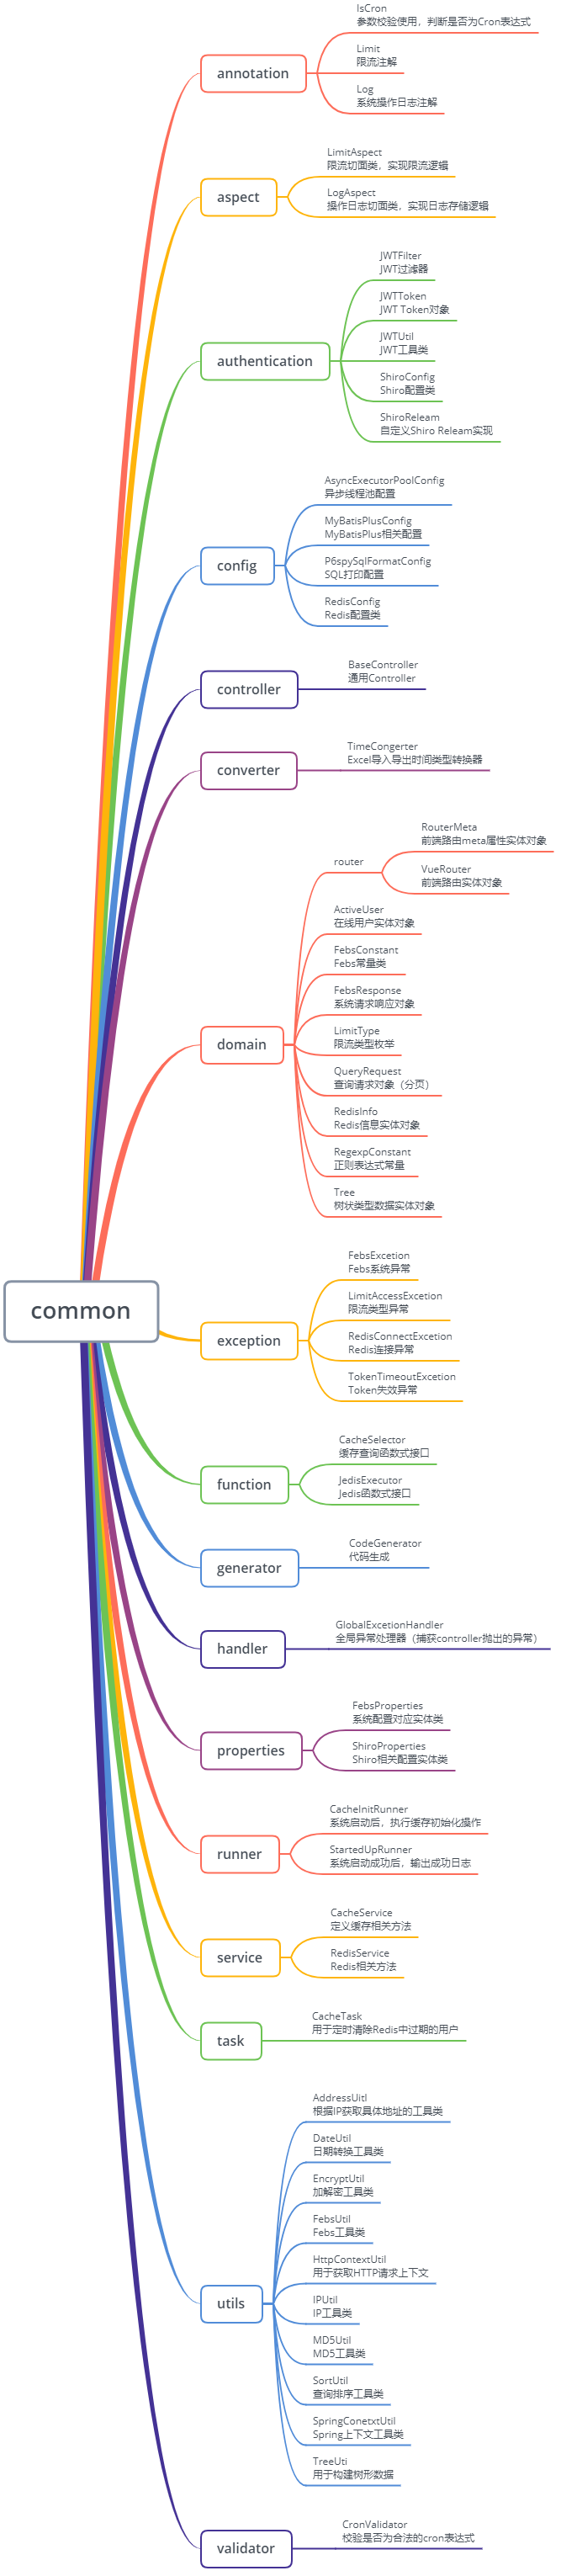 common
annotation
IsCron
参数校验使用，判断是否为Cron表达式
Limit
限流注解
Log
系统操作日志注解
aspect
LimitAspect
限流切面类，实现限流逻辑
LogAspect
操作日志切面类，实现日志存储逻辑
authentication
JWTFilter
JWT过滤器
JWTToken
JWT Token对象
JWTUtil
JWT工具类
ShiroConfig
Shiro配置类
ShiroReleam
自定义Shiro Releam实现
config
AsyncExecutorPoolConfig
异步线程池配置
MyBatisPlusConfig
MyBatisPlus相关配置
P6spySqlFormatConfig
SQL打印配置
RedisConfig
Redis配置类
controller
BaseController
通用Controller
converter
TimeCongerter
Excel导入导出时间类型转换器
domain
router
RouterMeta
前端路由meta属性实体对象
VueRouter
前端路由实体对象
ActiveUser
在线用户实体对象
FebsConstant
Febs常量类
FebsResponse
系统请求响应对象
LimitType
限流类型枚举
QueryRequest
查询请求对象（分页）
RedisInfo
Redis信息实体对象
RegexpConstant
正则表达式常量
Tree
树状类型数据实体对象
exception
FebsExcetion
Febs系统异常
LimitAccessExcetion
限流类型异常
RedisConnectExcetion
Redis连接异常
TokenTimeoutExcetion
Token失效异常
function
CacheSelector
缓存查询函数式接口
JedisExecutor
Jedis函数式接口
generator
CodeGenerator
代码生成
handler
GlobalExcetionHandler
全局异常处理器（捕获controller抛出的异常）
properties
FebsProperties
系统配置对应实体类
ShiroProperties
Shiro相关配置实体类
runner
CacheInitRunner
系统启动后，执行缓存初始化操作
StartedUpRunner
系统启动成功后，输出成功日志
service
CacheService
定义缓存相关方法
RedisService
Redis相关方法
task
CacheTask
用于定时清除Redis中过期的用户
utils
AddressUitl
根据IP获取具体地址的工具类
DateUtil
日期转换工具类
EncryptUtil
加解密工具类
FebsUtil
Febs工具类
HttpContextUtil
用于获取HTTP请求上下文
IPUtil
IP工具类
MD5Util
MD5工具类
SortUtil
查询排序工具类
SpringConetxtUtil
Spring上下文工具类
TreeUti
用于构建树形数据
validator
CronValidator
校验是否为合法的cron表达式